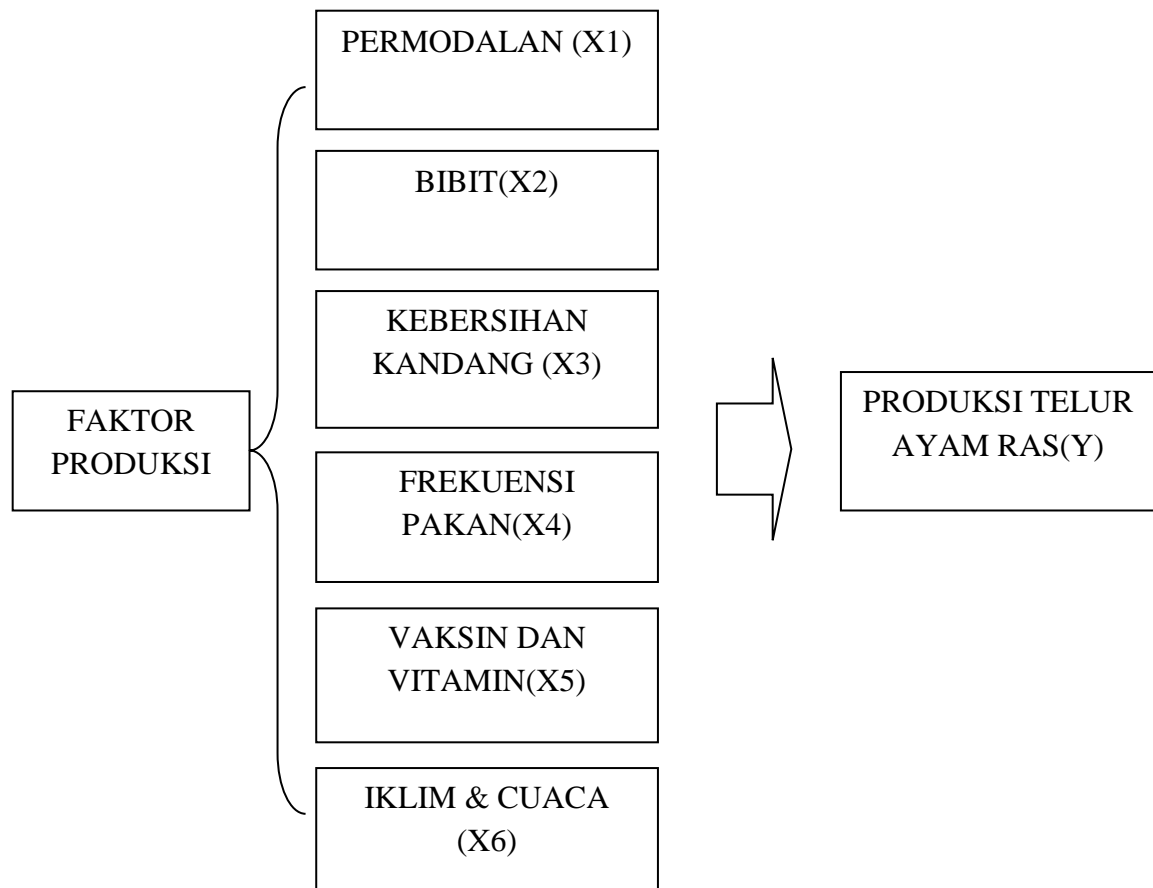 FAKTOR
PRODUKSI
PERMODALAN (X1)
BIBIT(X2)
KEBERSIHAN
KANDANG (X3)
FREKUENSI
PAKAN(X4)
VAKSIN DAN
VITAMIN(X5)
IKLIM & CUACA
(X6)
PRODUKSI TELUR
AYAM RAS(Y)